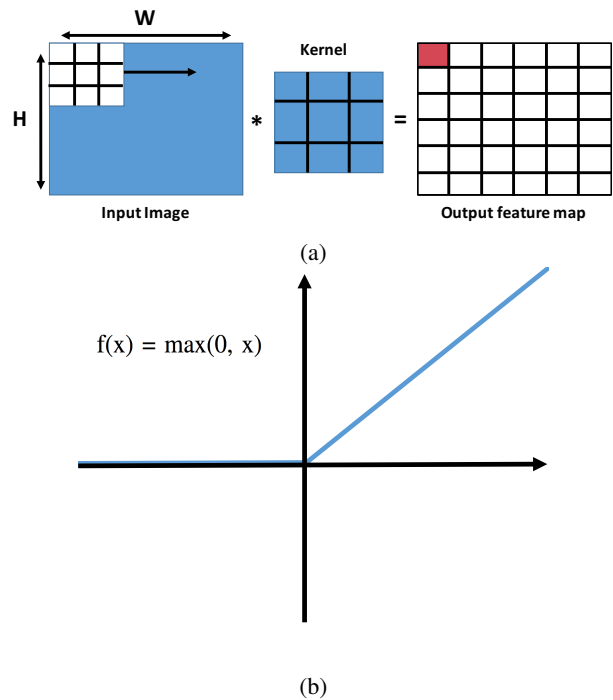 W
Kernel
H
*
=
Input Image
Output feature map
(a)
f(x) = max(0, x)
(b)